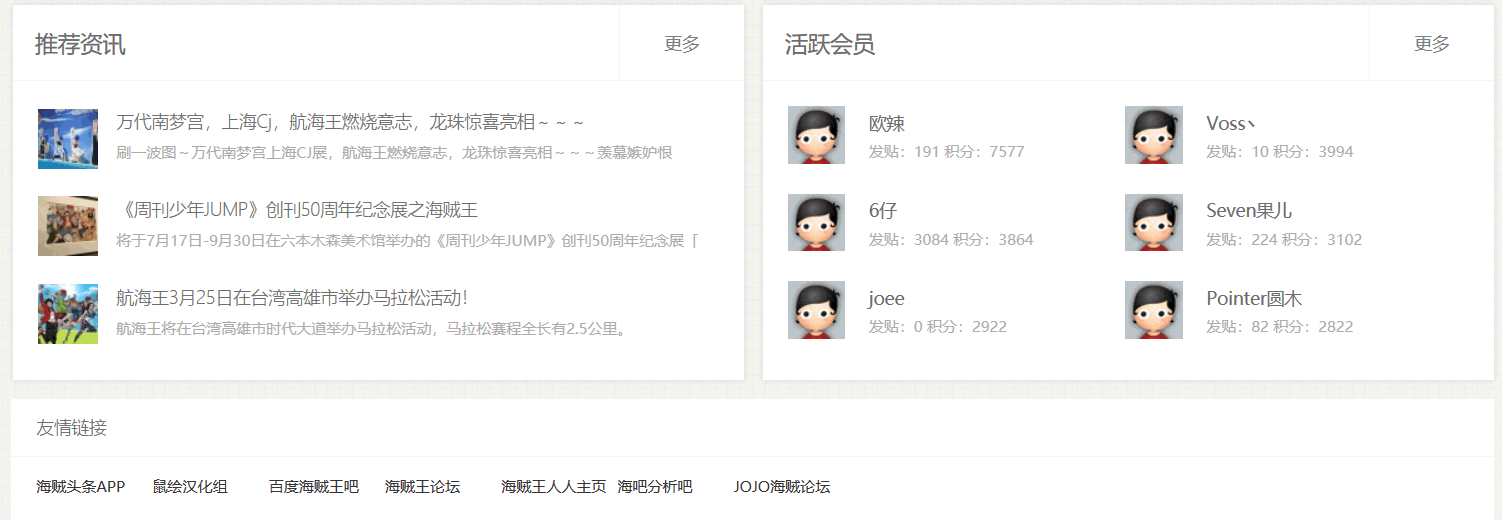 推荐资讯
更多
万代南梦宫，上海Cj，航海王燃烧意志，龙珠惊喜亮相～～～
刷一波图～万代南梦宫上海CJ展，航海王燃烧意志，龙珠惊喜亮相～～～羡慕嫉妒恨
《周刊少年JUMP》创刊50周年纪念展之海贼王
将于7月17日-9月30日在六本木森美术馆举办的《周刊少年JUMP》创刊50周年纪念展「
航海王3月25日在台湾高雄市举办马拉松活动！
航海王将在台湾高雄市时代大道举办马拉松活动，马拉松赛程全长有2.5公里。
活跃会员
更多
欧辣
发贴：191 积分：7577
Voss丶
发贴：10 积分：3994
6仔
发贴：3084 积分：3864
Seven果儿
发贴：224 积分：3102
joee
发贴：0 积分：2922
Pointer圆木
发贴：82 积分：2822
友情链接
海贼头条APP 鼠绘汉化组 百度海贼王吧 海贼王论坛 海贼王人人主页 海吧分析吧 JOJO海贼论坛